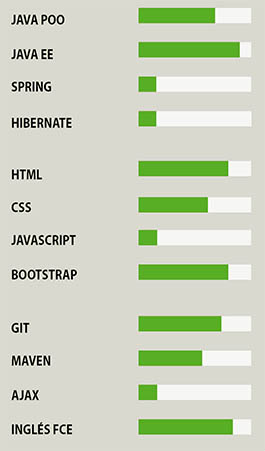 JAVA POO
JAVA EE
SPRING
HIBERNATE
HTML
CSS
JAVASCRIPT
BOOTSTRAP
GIT
MAVEN
AJAX
INGLÉS FCE